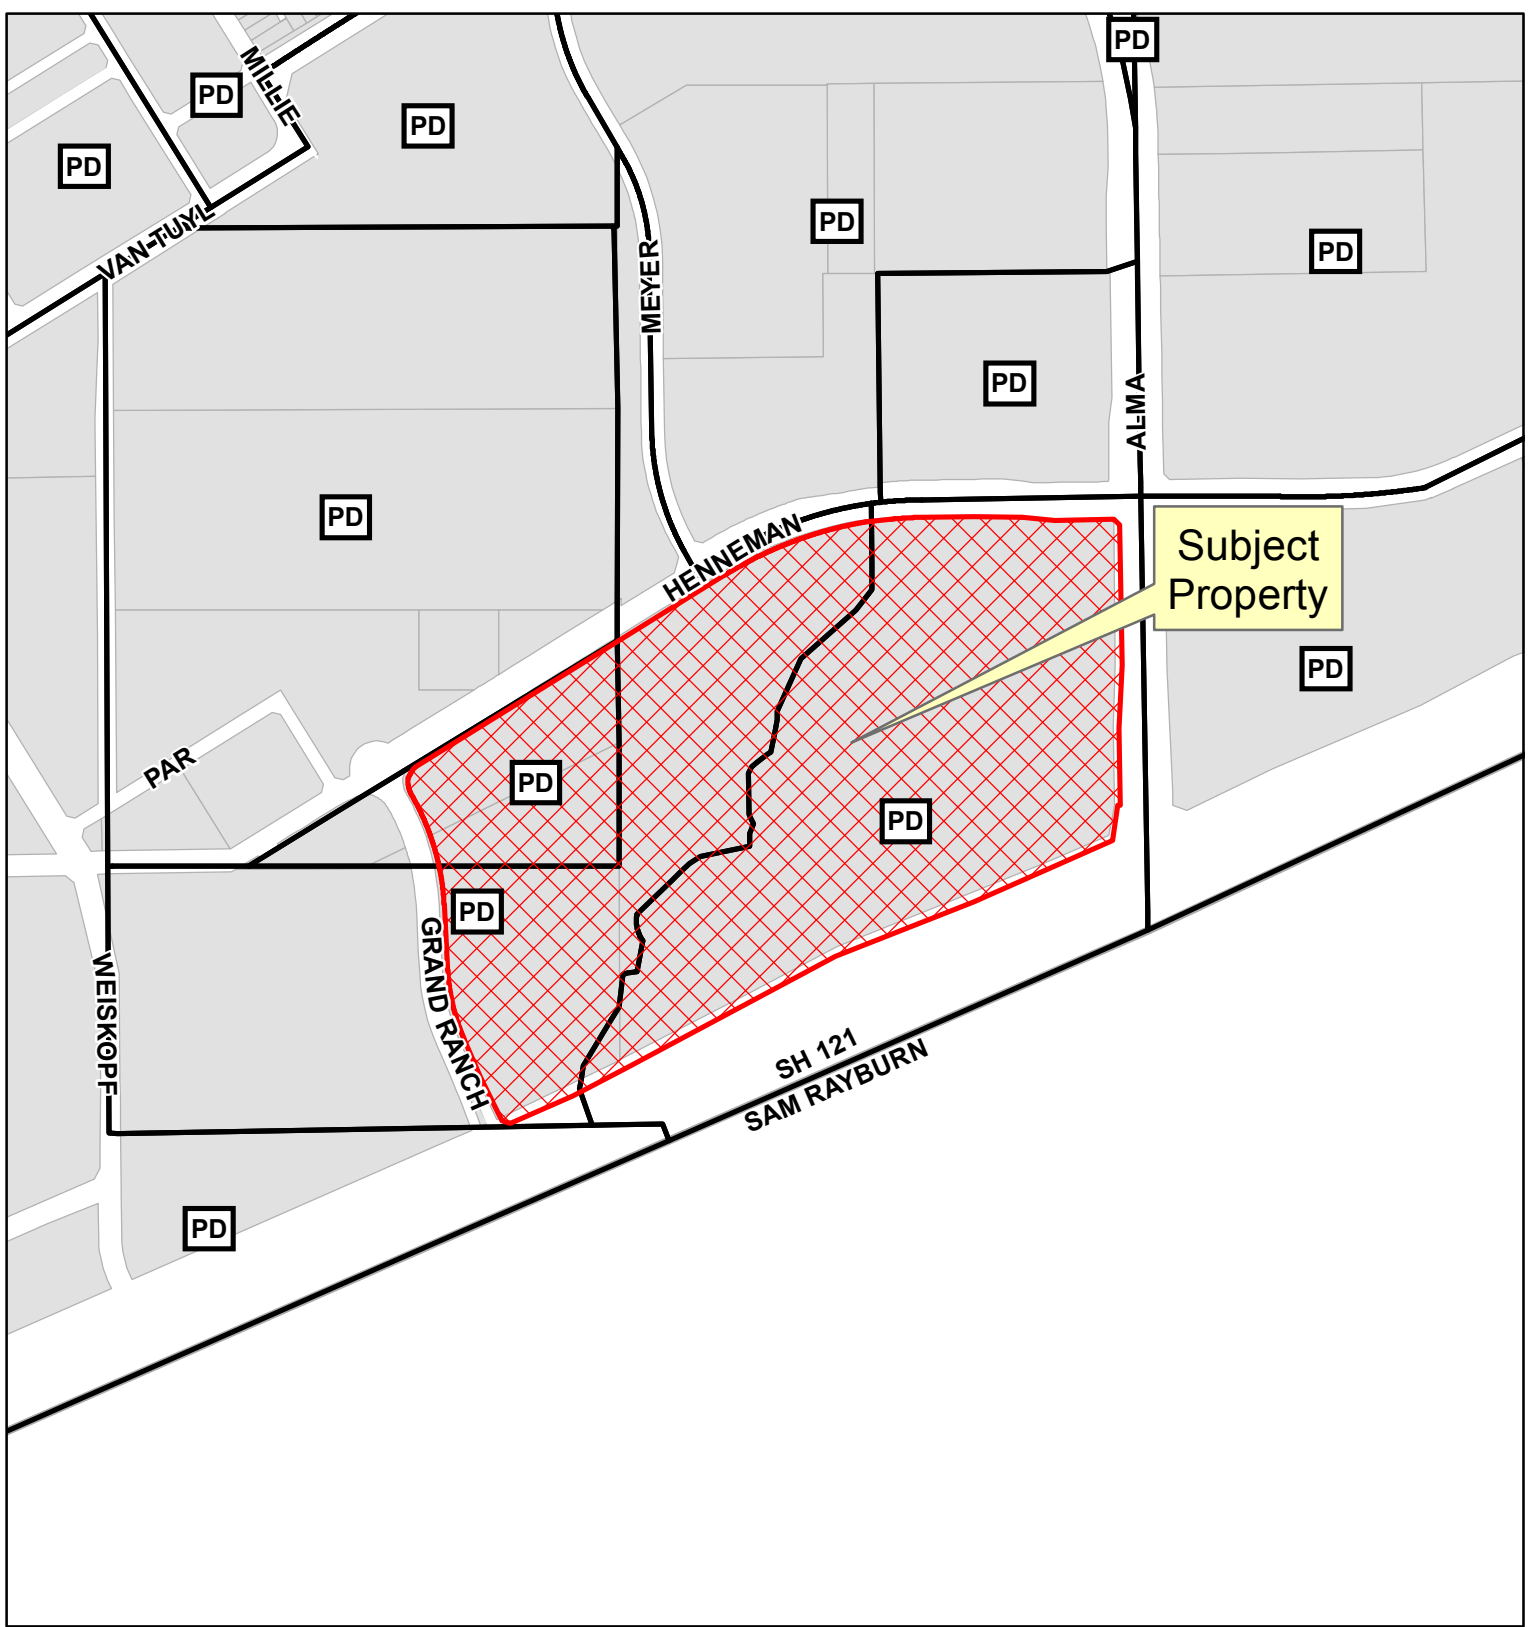 PD
MILLIE
PD
PD
PD
VAN TUYL
PD
MEYER
PD
PD
ALMA
PD
HENNEMAN
Subject
Property
PD
PAR
PD
PD
PD
GRAND RANCH
WEISKOPF
SH 121
SAM RAYBURN
PD